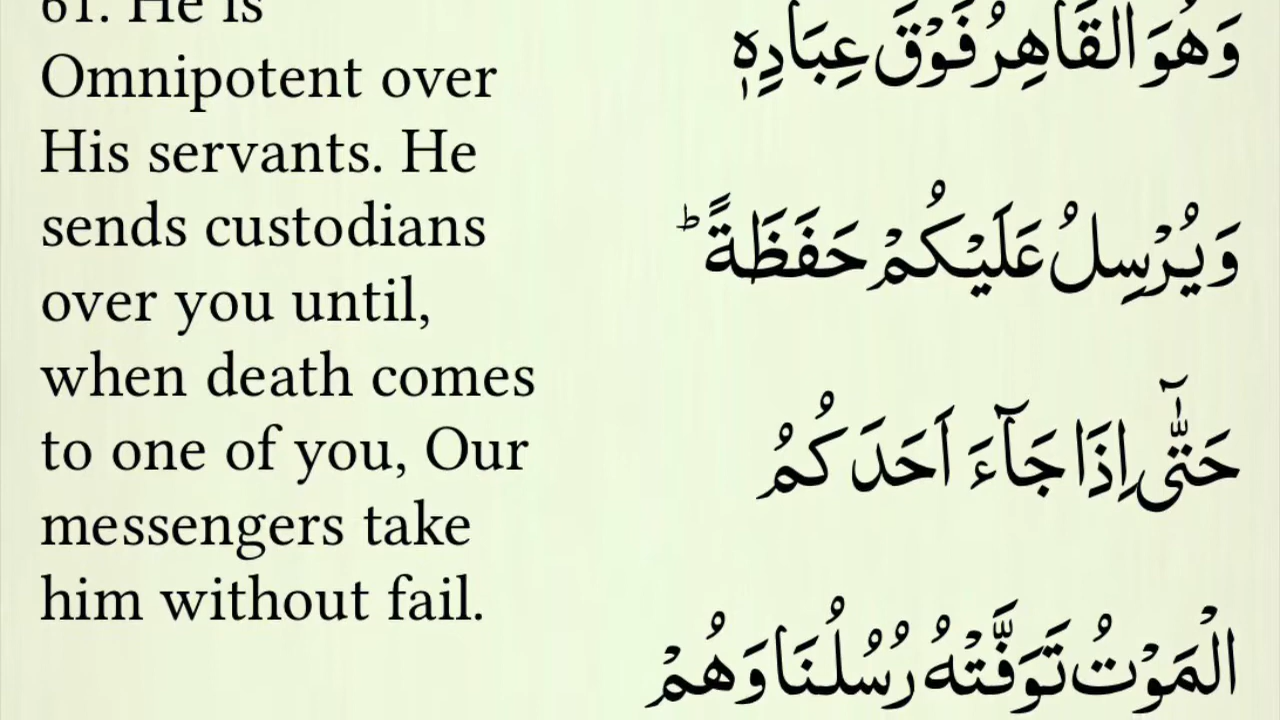 61. He is
Omnipotent over
His servants. He
sends custodians
over you until,
when death comes
to one of you, Our
messengers take
him without fail.
وَهُوَ الْقَاهِرُ فَوْقَ عِبَادِهٖ
وَيُرْسِلُ عَلَيْكُمْ حَفَظَةً ؕ
حَتّٰۤى اِذَا جَآءَ اَحَدَكُمُ
الْمَوْتُ تَوَفَّتْهُ رُسُلُنَا وَهُمْ